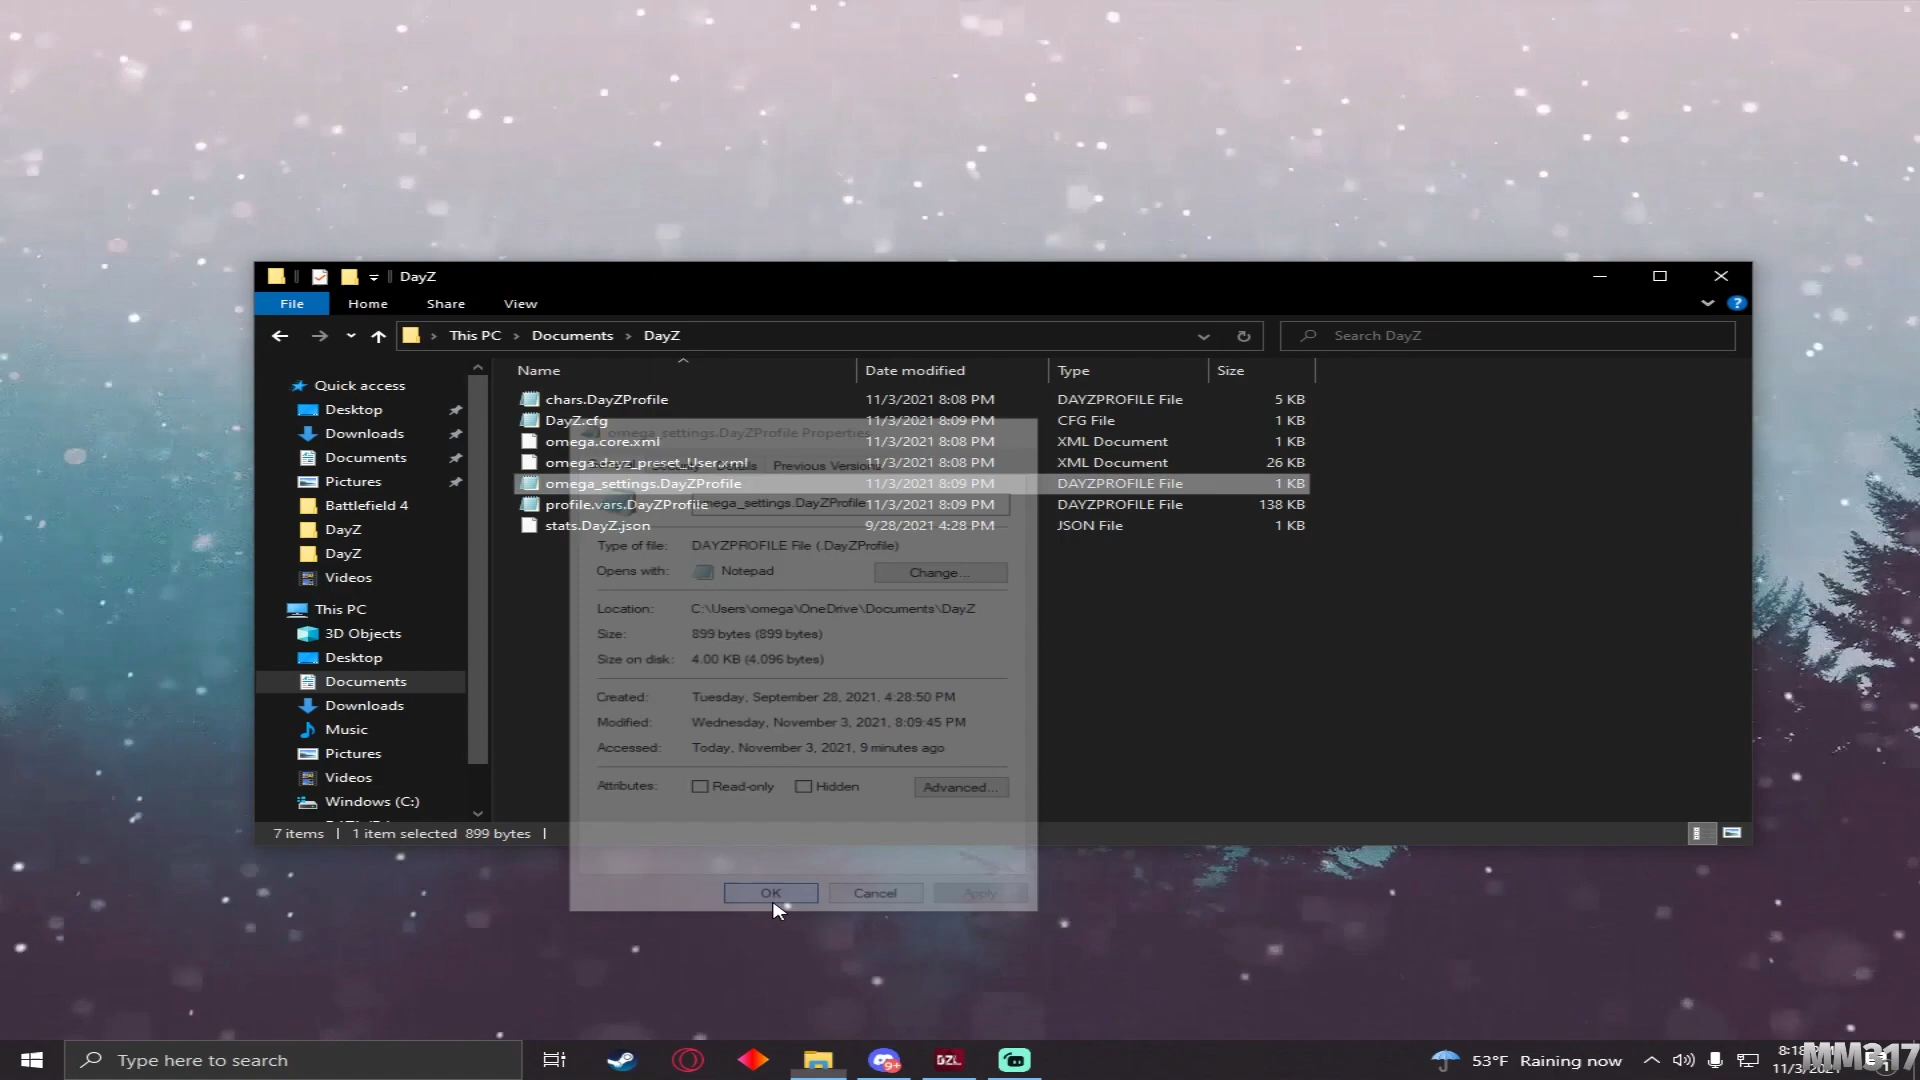 DayZ
File Home Share View
This PC Documents DayZ
Search DayZ
Name Date modified Type Size
Quick access
Desktop
Downloads
Documents
Pictures
Battlefield 4
DayZ
DayZ
Videos
This PC
3D Objects
Desktop
Documents
Downloads
Music
Pictures
Videos
Windows (C:)
chars.DayZProfile 11/3/2021 8:08 PM DAYZPROFILE File 5 KB
DayZ.cfg 11/3/2021 8:09 PM CFG File 1 KB
omega.core.xml 11/3/2021 8:08 PM XML Document 1 KB
omega.dayz_preset_User.xml 11/3/2021 8:08 PM XML Document 26 KB
omega_settings.DayZProfile 11/3/2021 8:09 PM DAYZPROFILE File 1 KB
profile.vars.DayZProfile 11/3/2021 8:09 PM DAYZPROFILE File 138 KB
stats.DayZ.json 9/28/2021 4:28 PM JSON File 1 KB
omega_settings.DayZProfile Properties
Previous Versions
omega_settings.DayZProfile
Type of file: DAYZPROFILE File (.DayZProfile)
Opens with: Notepad Change...
Location: C:\Users\omega\OneDrive\Documents\DayZ
Size: 899 bytes (899 bytes)
Size on disk: 4.00 KB (4,096 bytes)
Created: Tuesday, September 28, 2021, 4:28:50 PM
Modified: Wednesday, November 3, 2021, 8:09:45 PM
Accessed: Today, November 3, 2021, 9 minutes ago
Attributes: Read-only Hidden Advanced...
OK Cancel Apply
7 items | 1 item selected 899 bytes |
Type here to search
9+
DZL
53°F Raining now
MM317